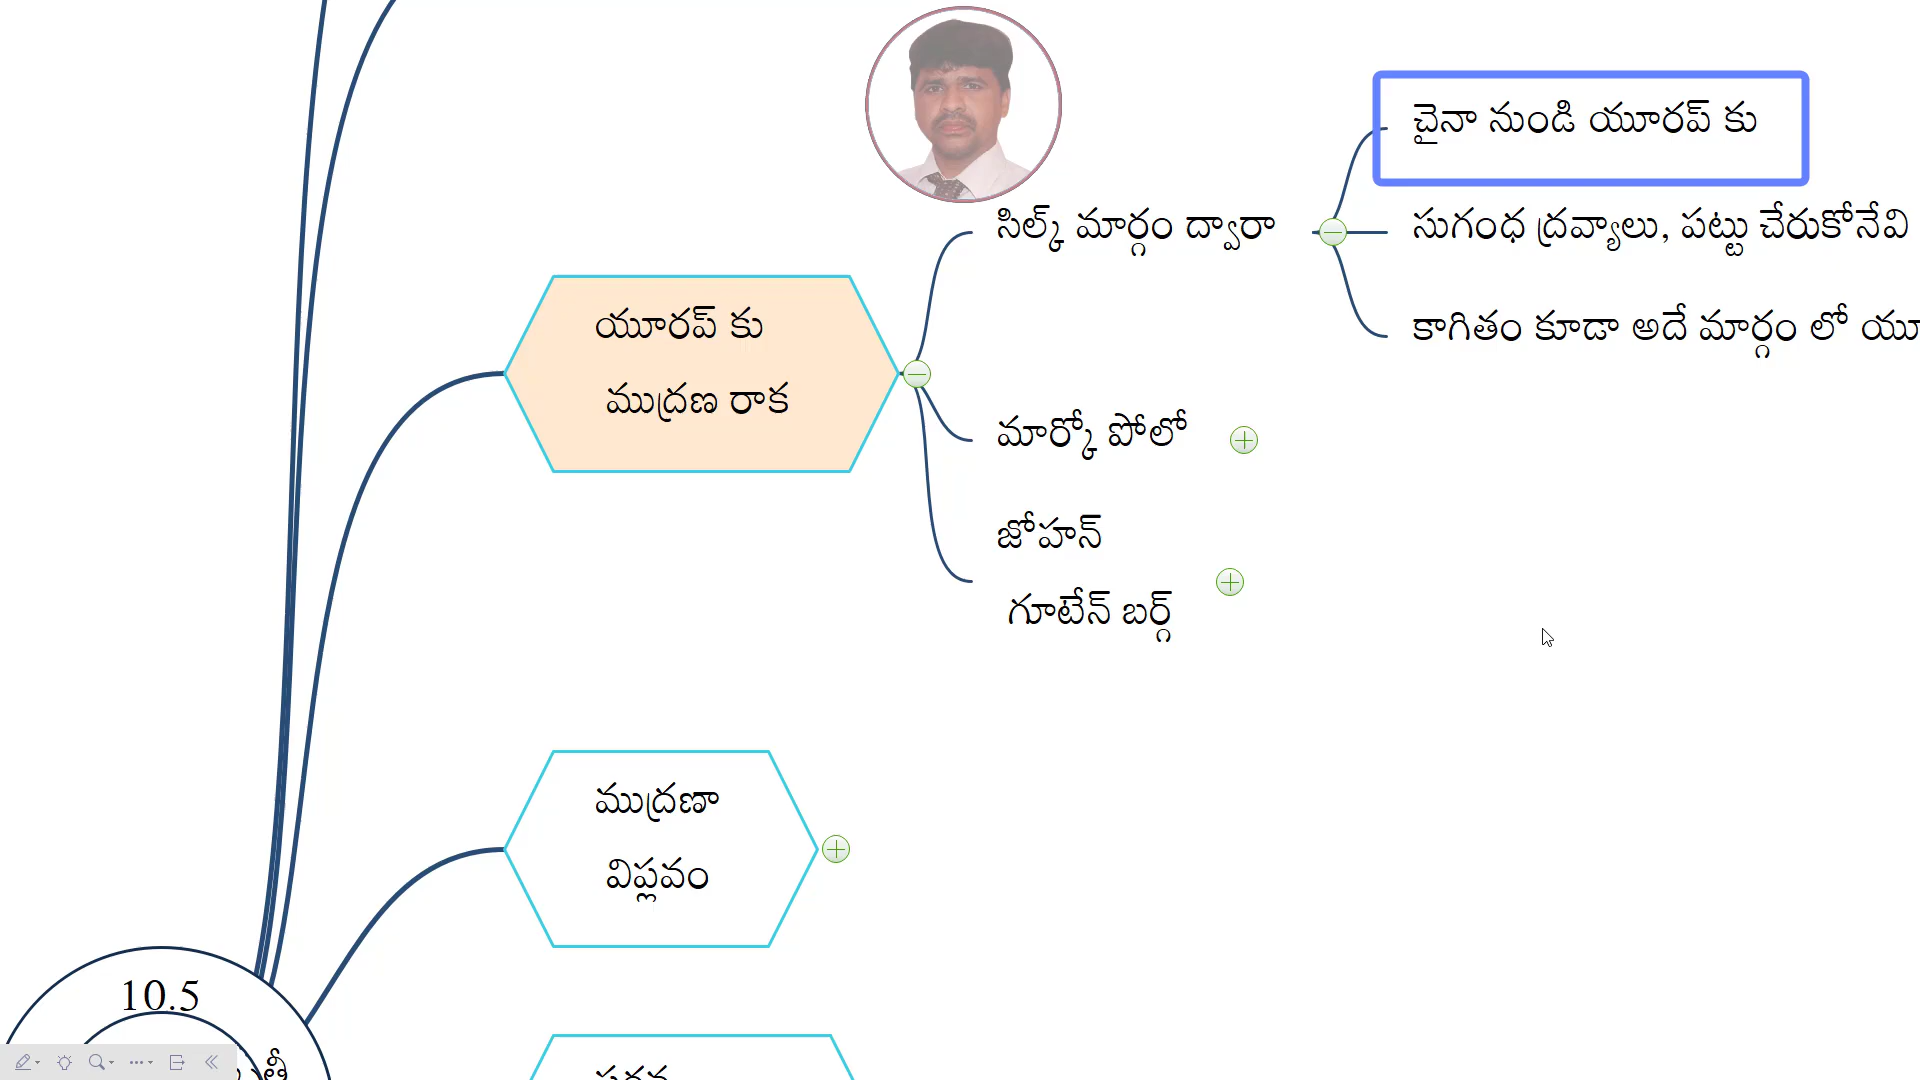 చైనా నుండి యూరప్ కు
సిల్క్ మార్గం ద్వారా
సుగంధ ద్రవ్యాలు, పట్టు చేరుకోనేవి
కాగితం కూడా అదే మార్గం లో
యూరప్ కు
ముద్రణ రాక
మార్కో పోలో
జోహన్
గూటేన్ బర్గ్
ముద్రణా
విప్లవం
10.5